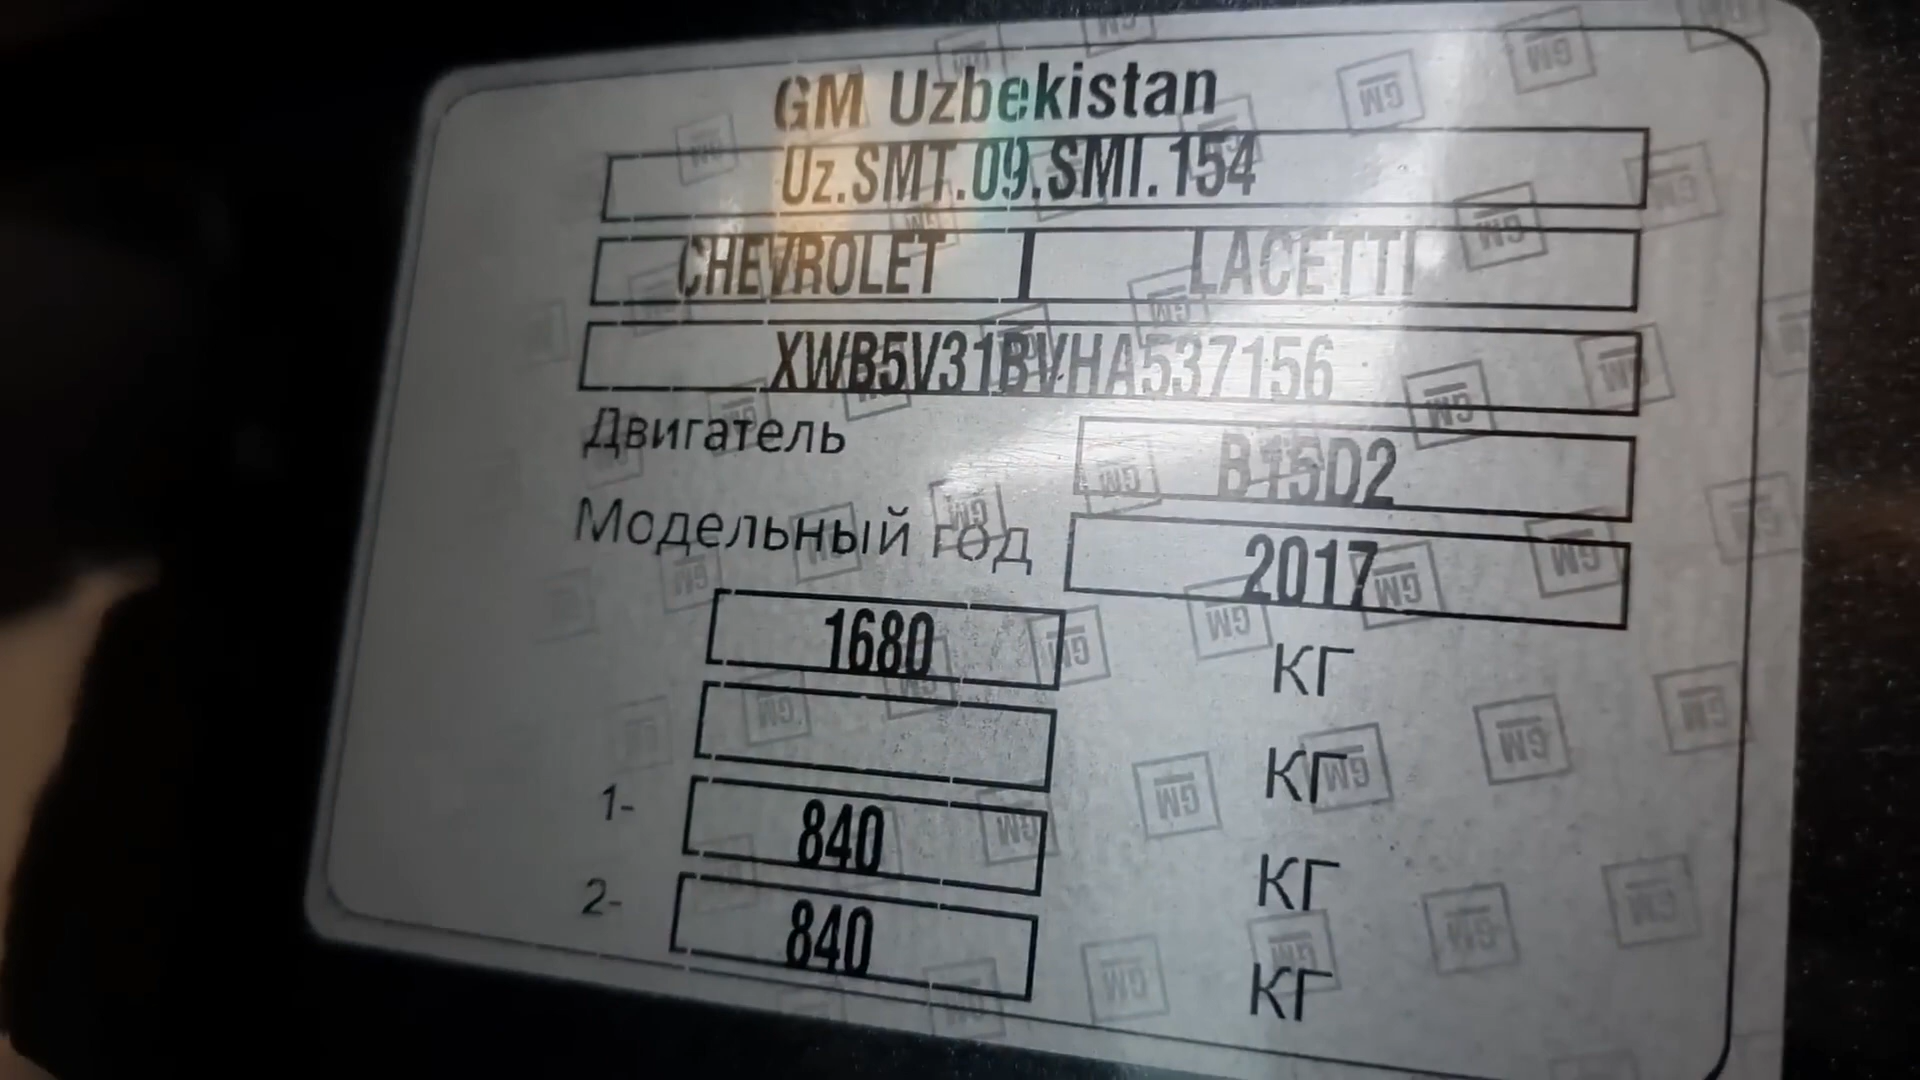 GM Uzbekistan
Uz.SMT.09.SMI.154
CHEVROLET LACETTI
XWB5V31BVHA537156
Двигатель B15D2
Модельный год 2017
1680 КГ
КГ
1- 840 КГ
2- 840 КГ